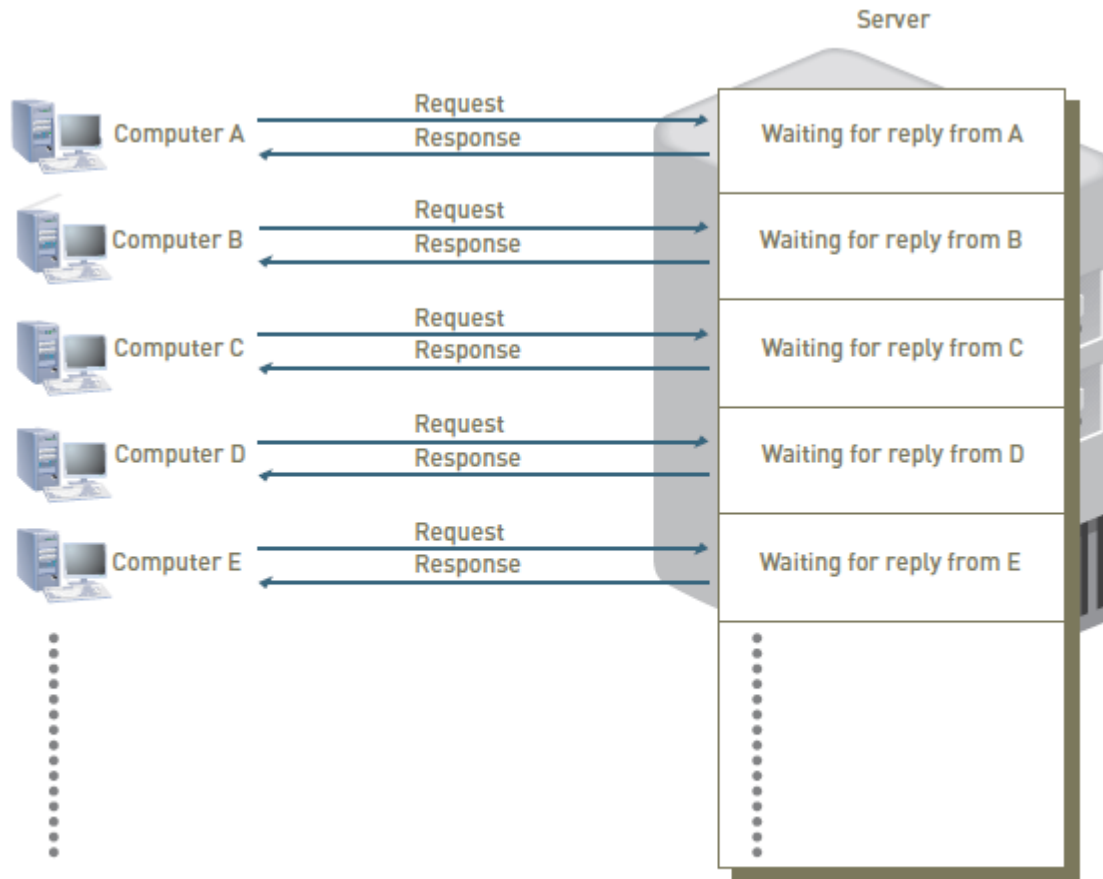 Server
Request
Computer A
Response
Waiting for reply from A
Request
Computer B
Response
Waiting for reply from B
Request
Computer C
Response
Waiting for reply from C
Request
Computer D
Response
Waiting for reply from D
Request
Computer E
Response
Waiting for reply from E